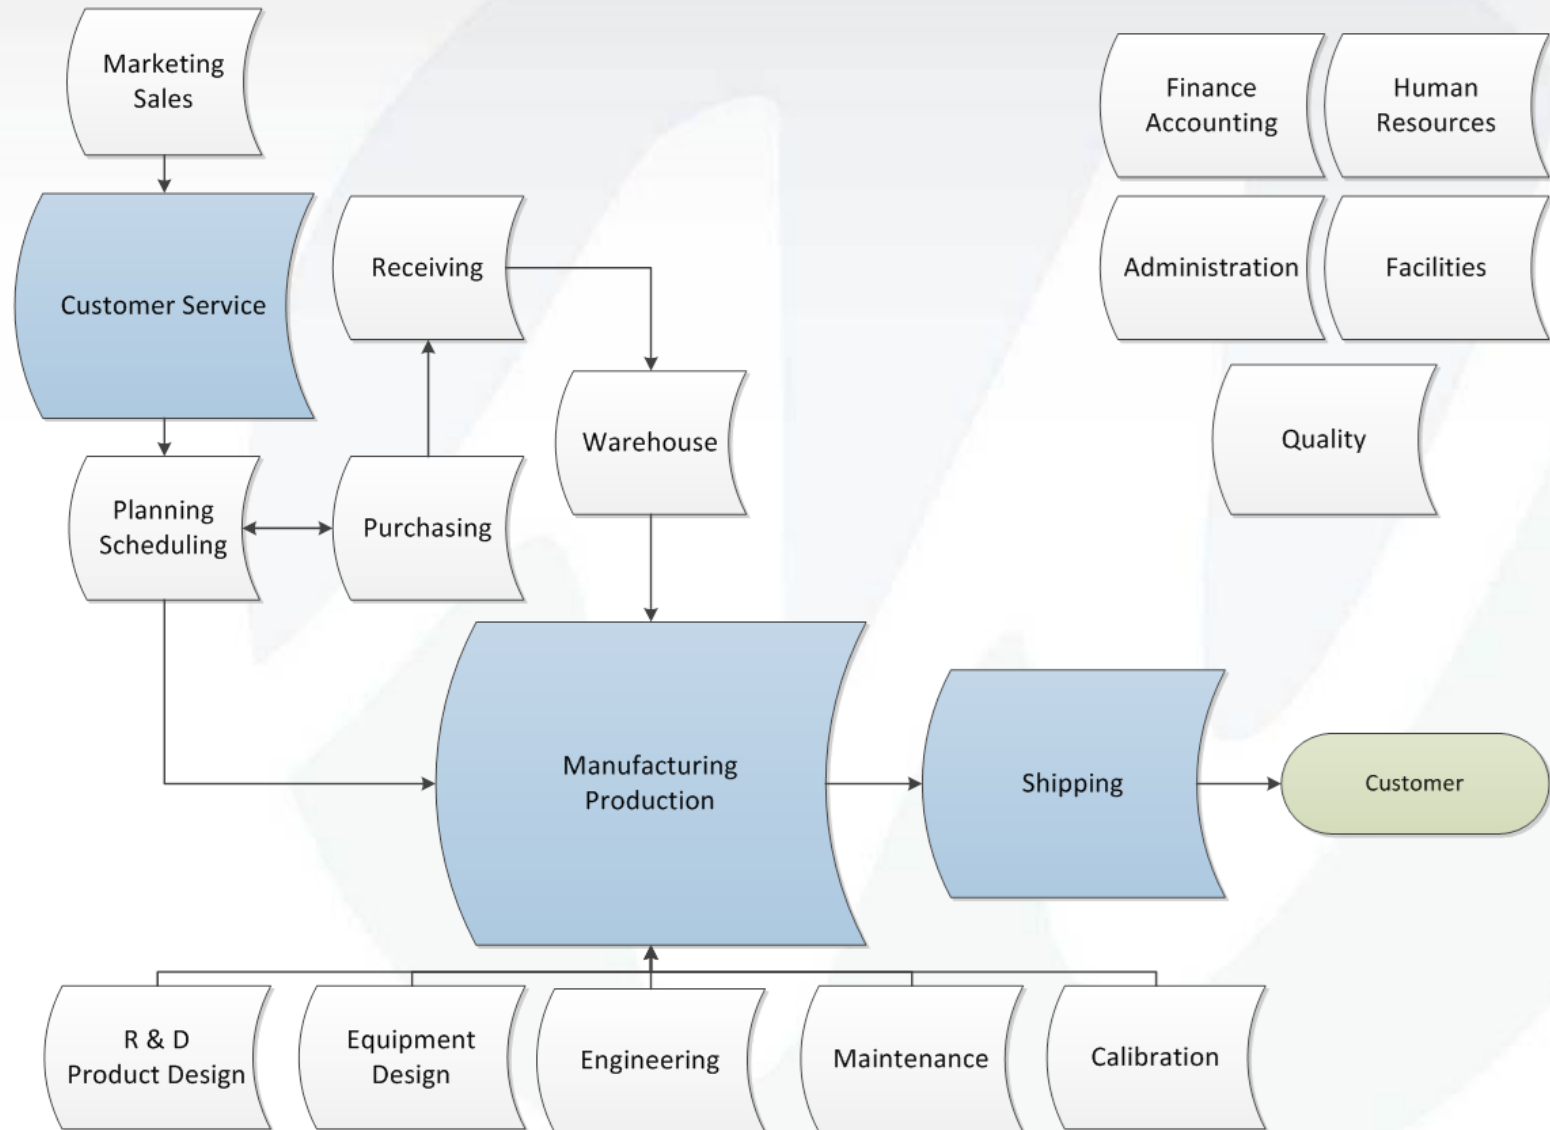 Marketing
Sales
Finance
Accounting
Human
Resources
Customer Service
Receiving
Administration
Facilities
Warehouse
Quality
Planning
Scheduling
Purchasing
Manufacturing
Production
Shipping
Customer
R & D
Product Design
Equipment
Design
Engineering
Maintenance
Calibration